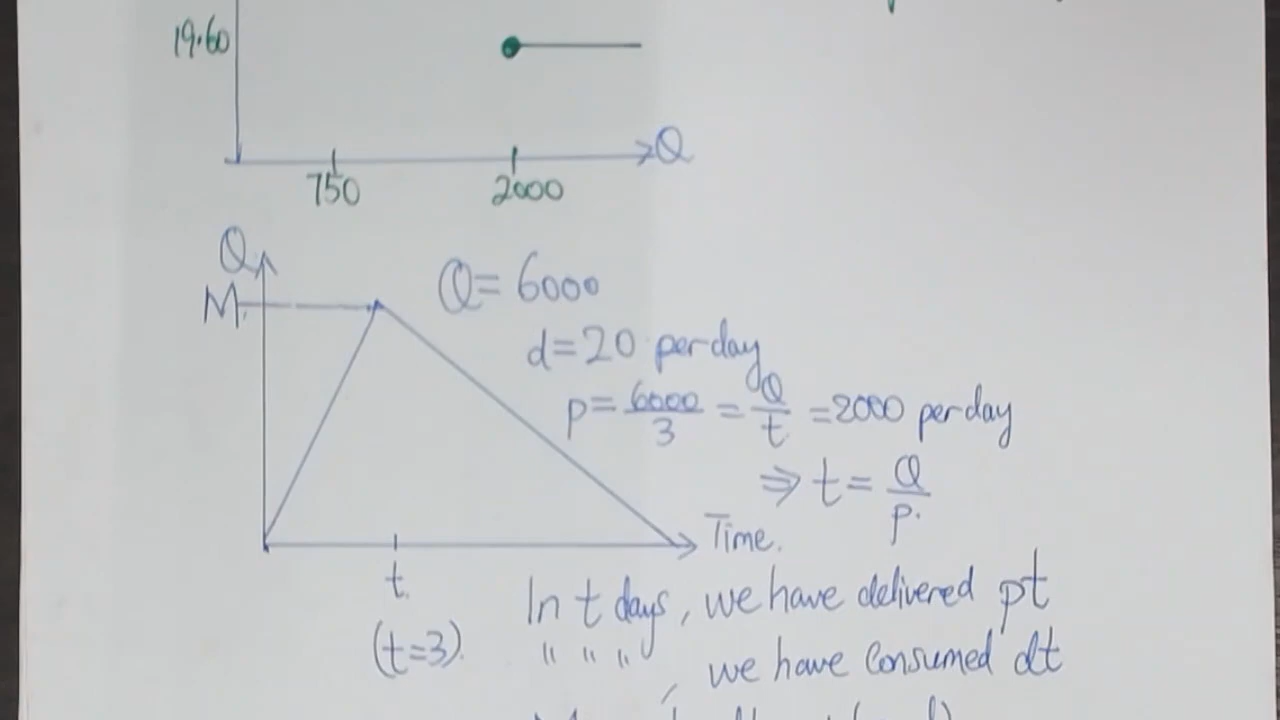 19.60
Q
750
2000
Q
M.
Q= 6000
d=20 per day
p= 6000/3 = Q/t =2000 per day
⇒ t= Q/p.
Time.
t.
(t=3).
In t days, we have delivered pt
" " " , we have consumed dt